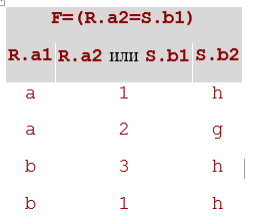 F=(R.a2=S.b1)
R.a1 R.a2 или S.b1 S.b2
a 1 h
a 2 g
b 3 h
b 1 h